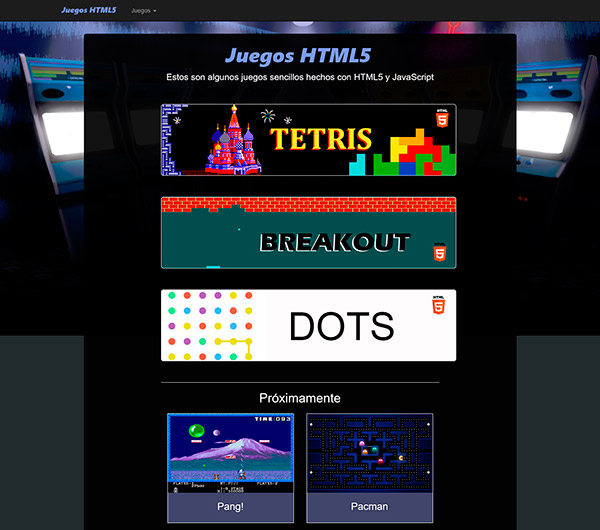 Juegos HTML5
Juegos
Juegos HTML5
Estos son algunos juegos sencillos hechos con HTML5 y JavaScript
TETRIS
HTML
5
BREAKOUT
HTML
5
DOTS
HTML
5
Próximamente
TIME:093
Pang!
Pacman